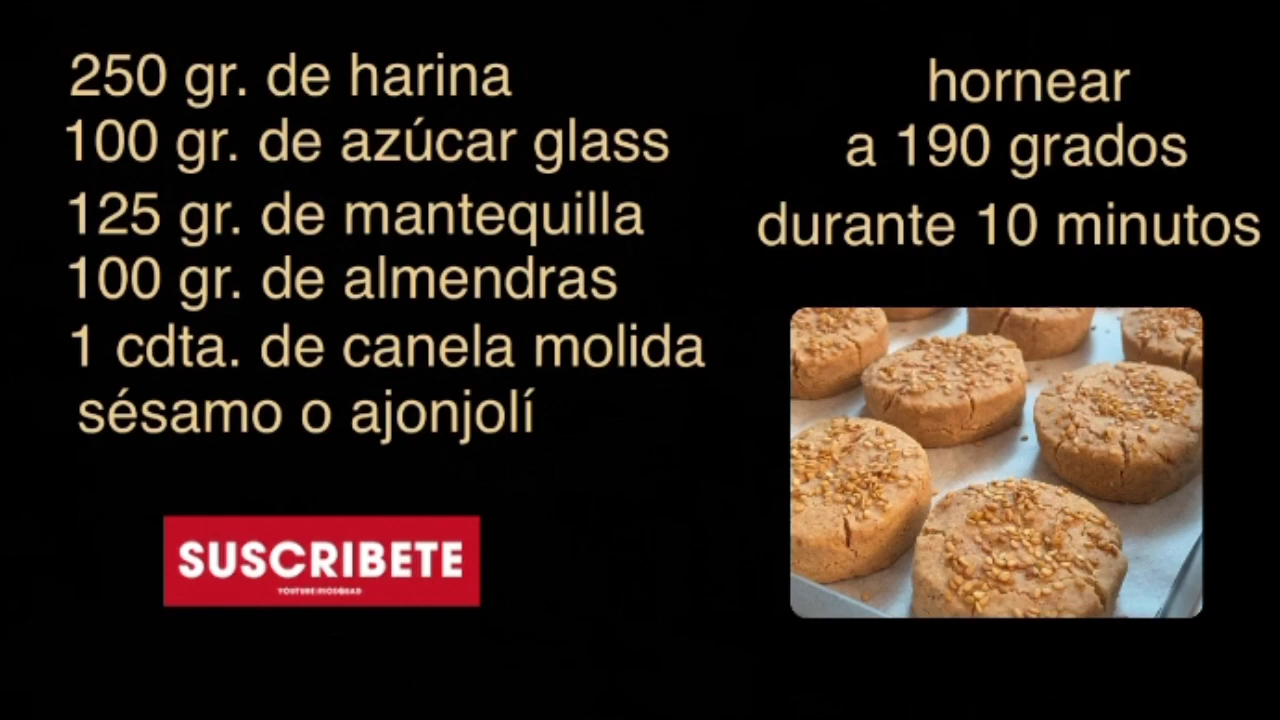 250 gr. de harina
100 gr. de azúcar glass
125 gr. de mantequilla
100 gr. de almendras
1 cdta. de canela molida
sésamo o ajonjolí
hornear
a 190 grados
durante 10 minutos
SUSCRIBETE